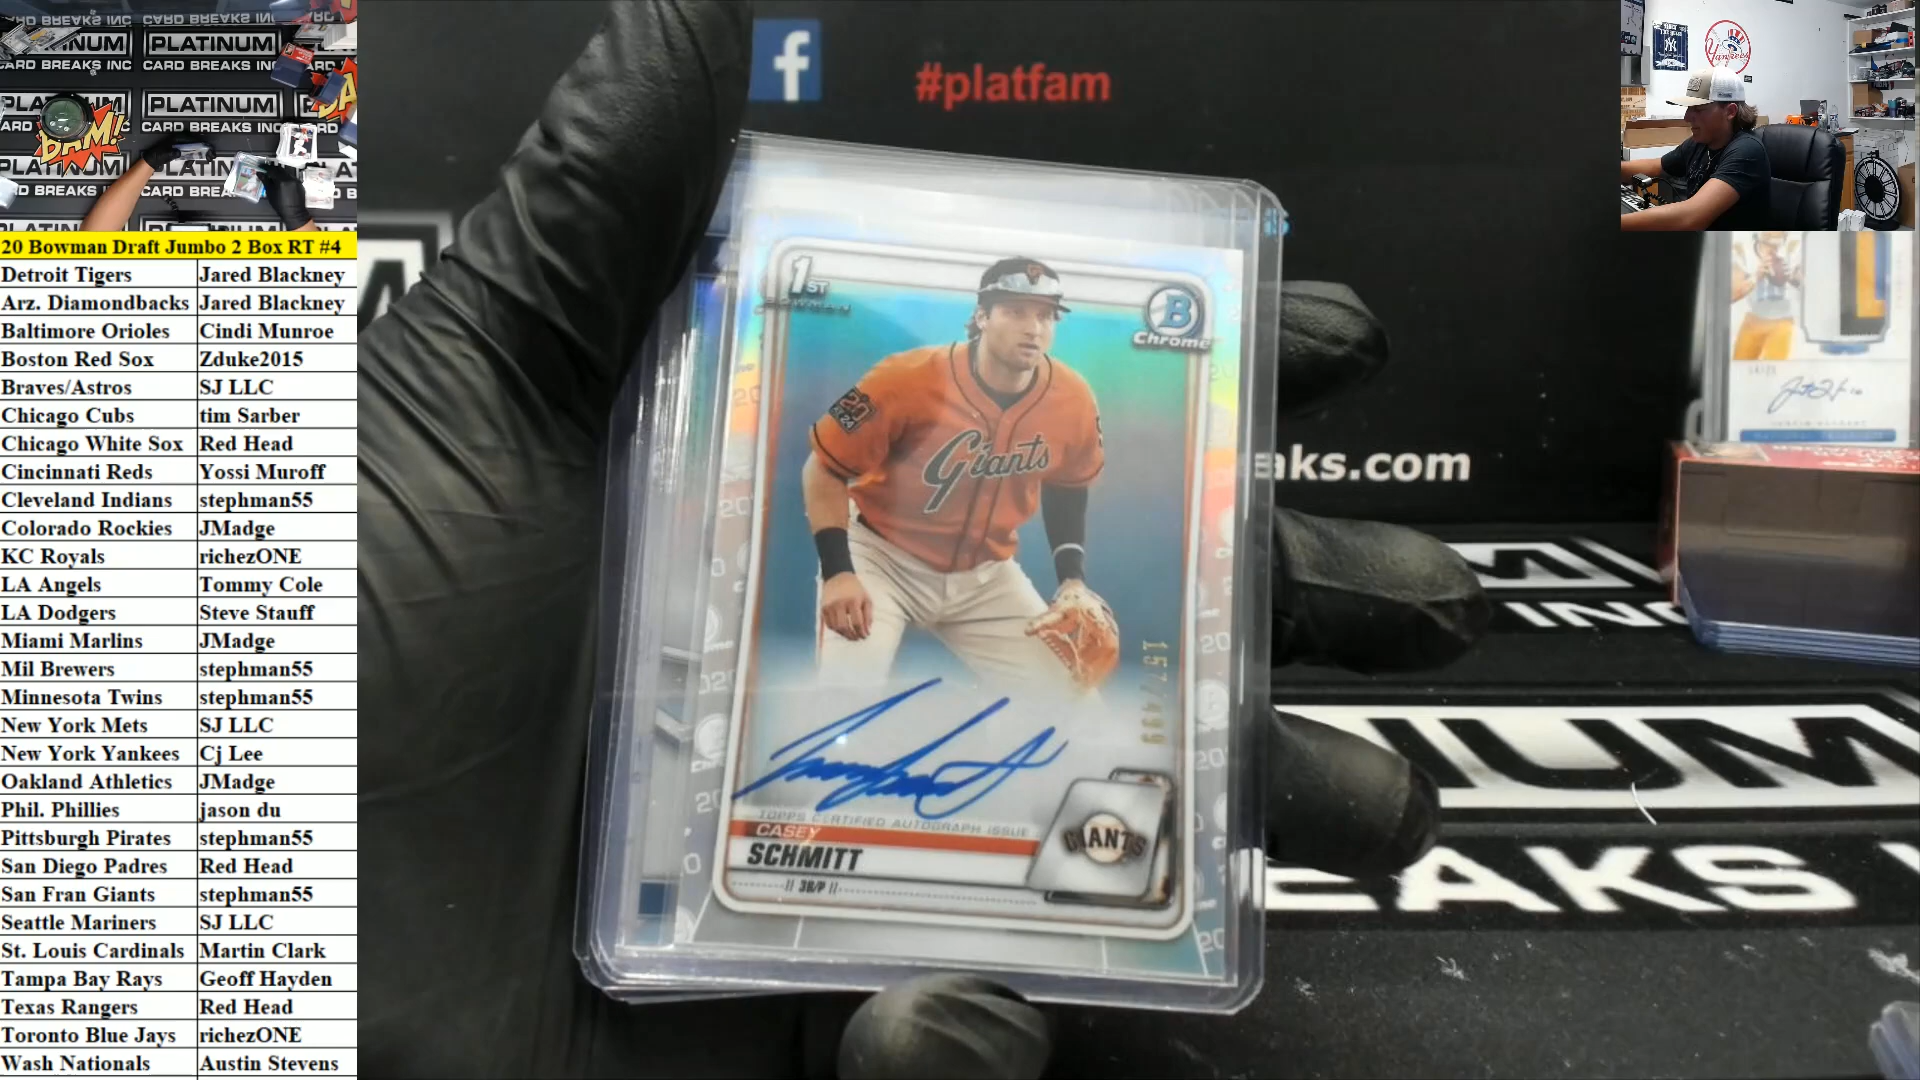 PLATINUM
CARD BREAKS INC
BAM!
20 Bowman Draft Jumbo 2 Box RT #4
Detroit Tigers Jared Blackney
Arz. Diamondbacks Jared Blackney
Baltimore Orioles Cindi Munroe
Boston Red Sox Zduke2015
Braves/Astros SJ LLC
Chicago Cubs tim Sarber
Chicago White Sox Red Head
Cincinnati Reds Yossi Muroff
Cleveland Indians stephman55
Colorado Rockies JMadge
KC Royals richezONE
LA Angels Tommy Cole
LA Dodgers Steve Stauff
Miami Marlins JMadge
Mil Brewers stephman55
Minnesota Twins stephman55
New York Mets SJ LLC
New York Yankees Cj Lee
Oakland Athletics JMadge
Phil. Phillies jason du
Pittsburgh Pirates stephman55
San Diego Padres Red Head
San Fran Giants stephman55
Seattle Mariners SJ LLC
St. Louis Cardinals Martin Clark
Tampa Bay Rays Geoff Hayden
Texas Rangers Red Head
Toronto Blue Jays richezONE
Wash Nationals Austin Stevens
f
#platfam
1ST
BOWMAN
B
Chrome
20
24
Giants
157/499
TOPPS CERTIFIED AUTOGRAPH ISSUE
CASEY
SCHMITT
3B/P
GIANTS
aks.com
INC
IUM
EAKS
Yankees